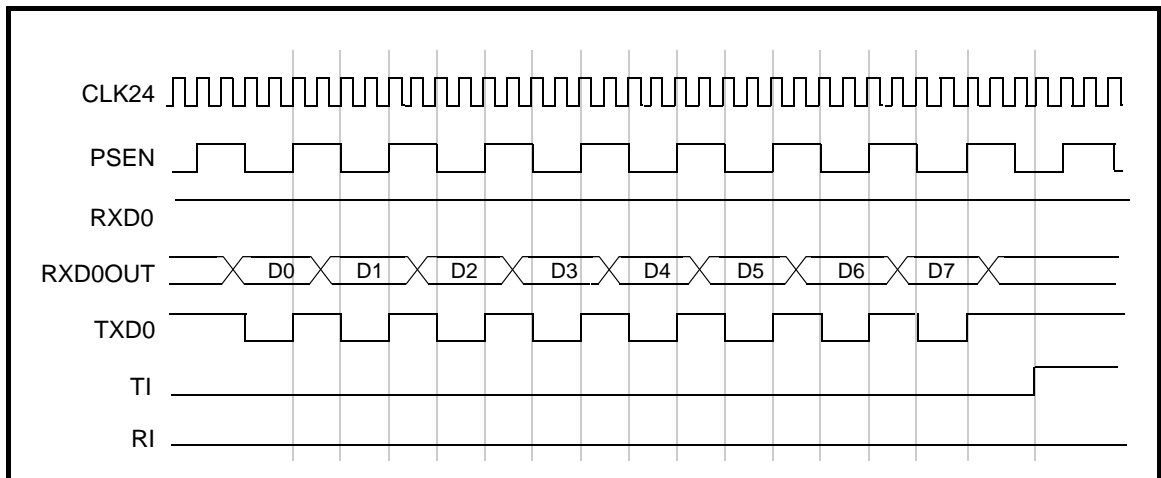 CLK24
PSEN
RXD0
RXD0OUT D0 D1 D2 D3 D4 D5 D6 D7
TXD0
TI
RI